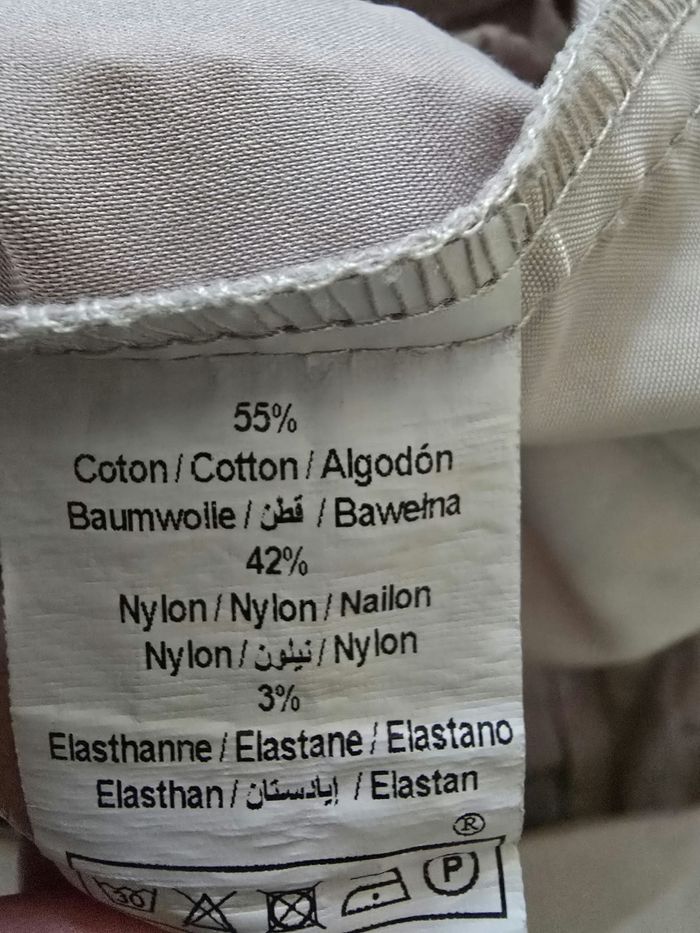 55%
Coton / Cotton / Algodón
Baumwolle / قطن / Bawełna
42%
Nylon / Nylon / Nailon
Nylon / نيلون / Nylon
3%
Elasthanne / Elastane / Elastano
Elasthan / إيلادستان / Elastan
®
30 P